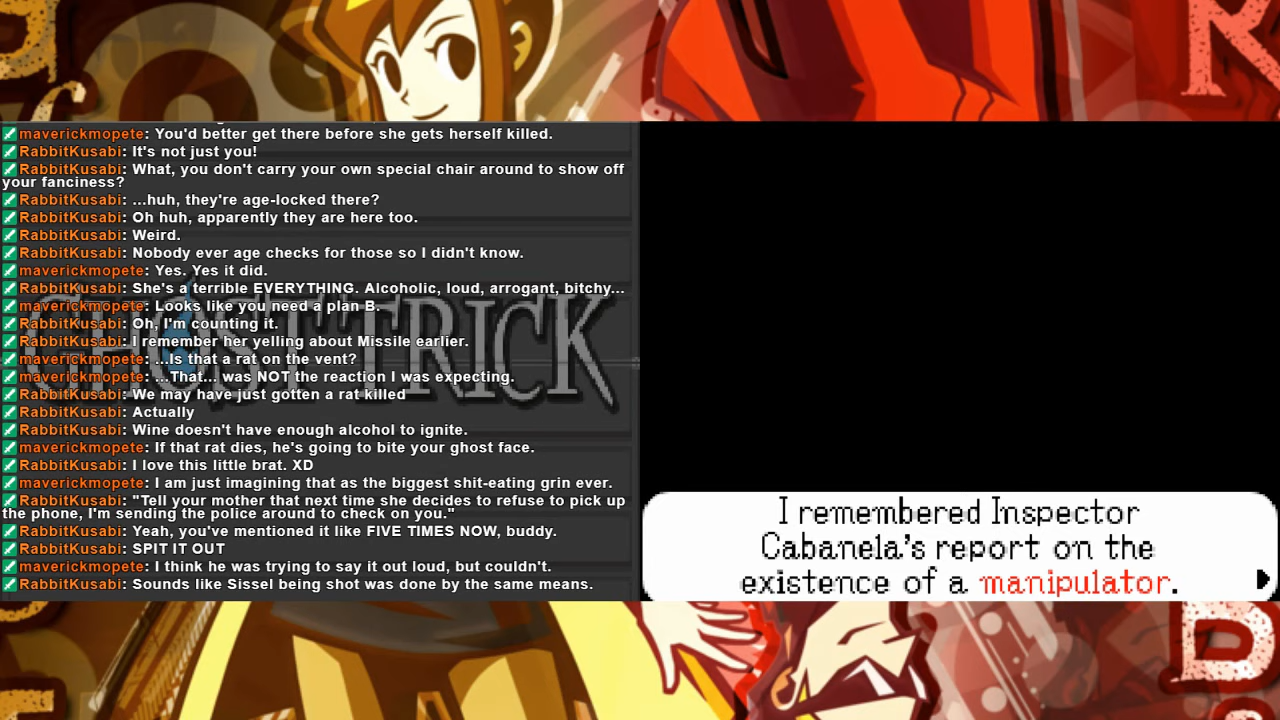 maverickmopete: You'd better get there before she gets herself killed.
RabbitKusabi: It's not just you!
RabbitKusabi: What, you don't carry your own special chair around to show off
your fanciness?
RabbitKusabi: ...huh, they're age-locked there?
RabbitKusabi: Oh huh, apparently they are here too.
RabbitKusabi: Weird.
RabbitKusabi: Nobody ever age checks for those so I didn't know.
maverickmopete: Yes. Yes it did.
RabbitKusabi: She's a terrible EVERYTHING. Alcoholic, loud, arrogant, bitchy...
maverickmopete: Looks like you need a plan B.
RabbitKusabi: Oh, I'm counting it.
RabbitKusabi: I remember her yelling about Missile earlier.
maverickmopete: ...Is that a rat on the vent?
maverickmopete: ...That... was NOT the reaction I was expecting.
RabbitKusabi: We may have just gotten a rat killed
RabbitKusabi: Actually
RabbitKusabi: Wine doesn't have enough alcohol to ignite.
maverickmopete: If that rat dies, he's going to bite your ghost face.
RabbitKusabi: I love this little brat. XD
maverickmopete: I am just imagining that as the biggest shit-eating grin ever.
RabbitKusabi: "Tell your mother that next time she decides to refuse to pick up
the phone, I'm sending the police around to check on you."
RabbitKusabi: Yeah, you've mentioned it like FIVE TIMES NOW, buddy.
RabbitKusabi: SPIT IT OUT
maverickmopete: I think he was trying to say it out loud, but couldn't.
RabbitKusabi: Sounds like Sissel being shot was done by the same means.
GHOST TRICK
I remembered Inspector
Cabanela's report on the
existence of a manipulator.
R
D